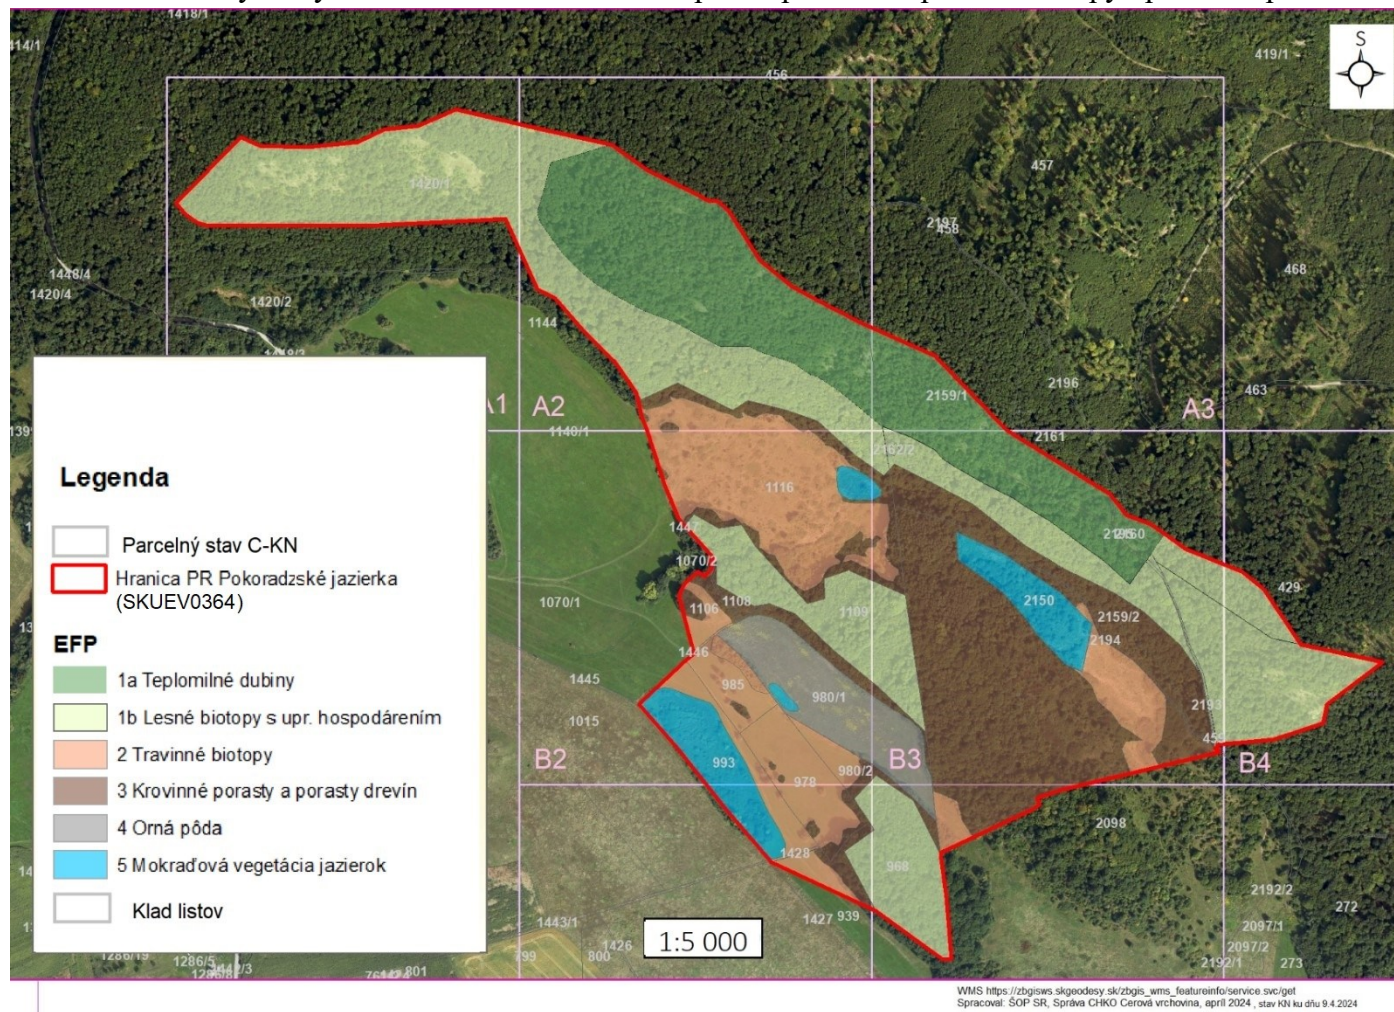 1418/1
414/1
456
419/1
S
457
1420/1
2197
458
1448/4
1420/4
468
1420/2
1144
2196
463
2159/1
A2
A3
1140/1
2161
2162/2
Legenda
Parcelný stav C-KN
Hranica PR Pokoradzské jazierka
(SKUEV0364)
EFP
1a Teplomilné dubiny
1b Lesné biotopy s upr. hospodárením
2 Travinné biotopy
3 Krovinné porasty a porasty drevín
4 Orná pôda
5 Mokraďová vegetácia jazierok
Klad listov
1116
1447
2160
1070/2
429
1070/1
1106
1108
1109
2150
2159/2
2194
1446
1445
985
980/1
2193
1015
B2
993
980/2
B3
B4
978
2098
1428
968
2192/2
272
1427
939
1443/1
2097/1
1426
1:5 000
2097/2
799
800
1286/5
801
2192/1
273
WMS https://zbgisws.skgeodesy.sk/zbgis_wms_featureinfo/service.svc/get
Spracoval: ŠOP SR, Správa CHKO Cerová vrchovina, apríl 2024 , stav KN ku dňu 9.4.2024